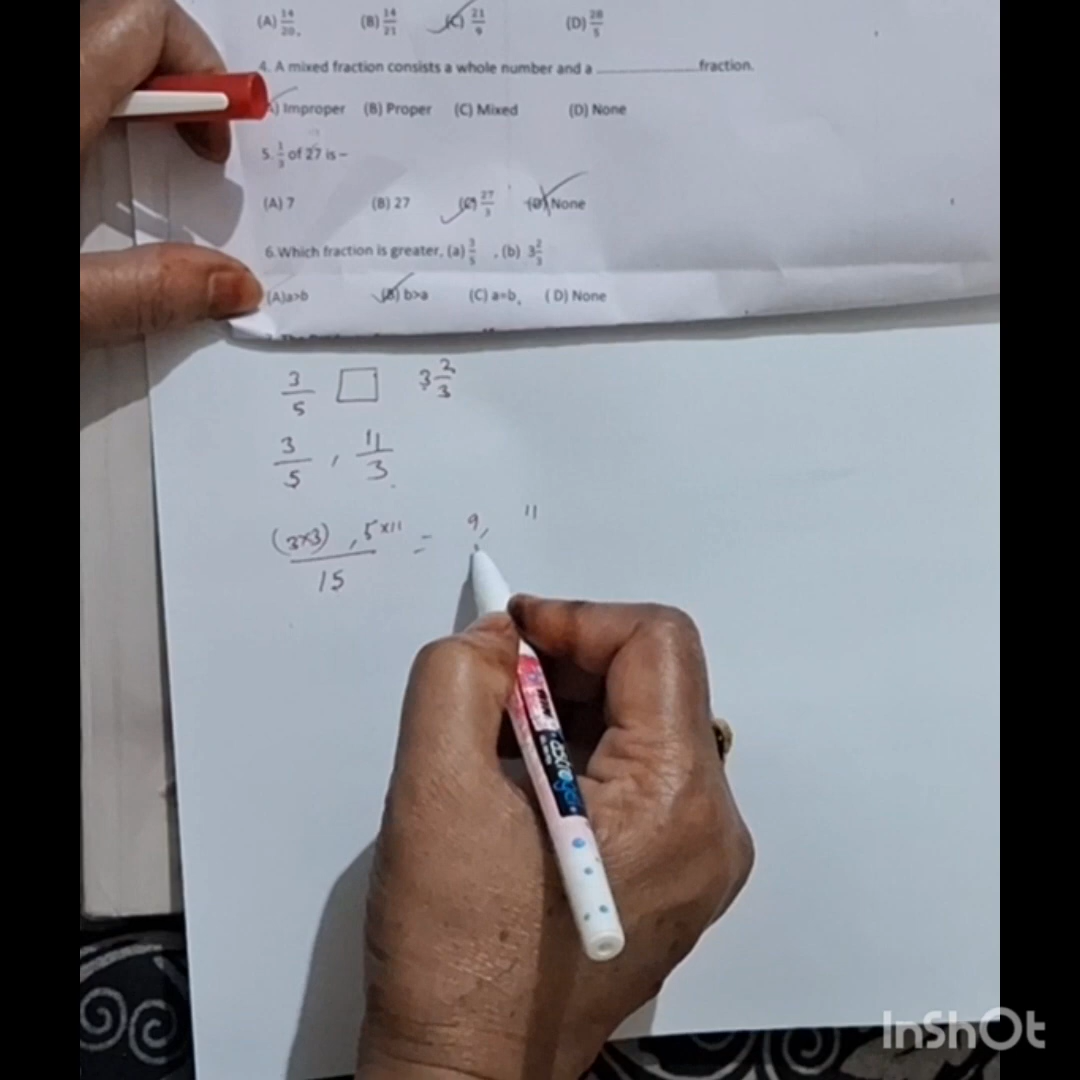 (A) 14/20, (B) 14/21 (C) 21/9 (D) 28/5
4. A mixed fraction consists a whole number and a ____________ fraction.
A) Improper (B) Proper (C) Mixed (D) None
5. 1/3 of 27 is –
(A) 7 (B) 27 (C) 27/3 (D) None
6. Which fraction is greater, (a) 3/5 , (b) 3 2/3
(A) a>b (B) b>a (C) a=b, ( D) None
3/5 □ 3 2/3
3/5 , 11/3
(3×3) , 5×11 / 15 = 9, 11
InShOt